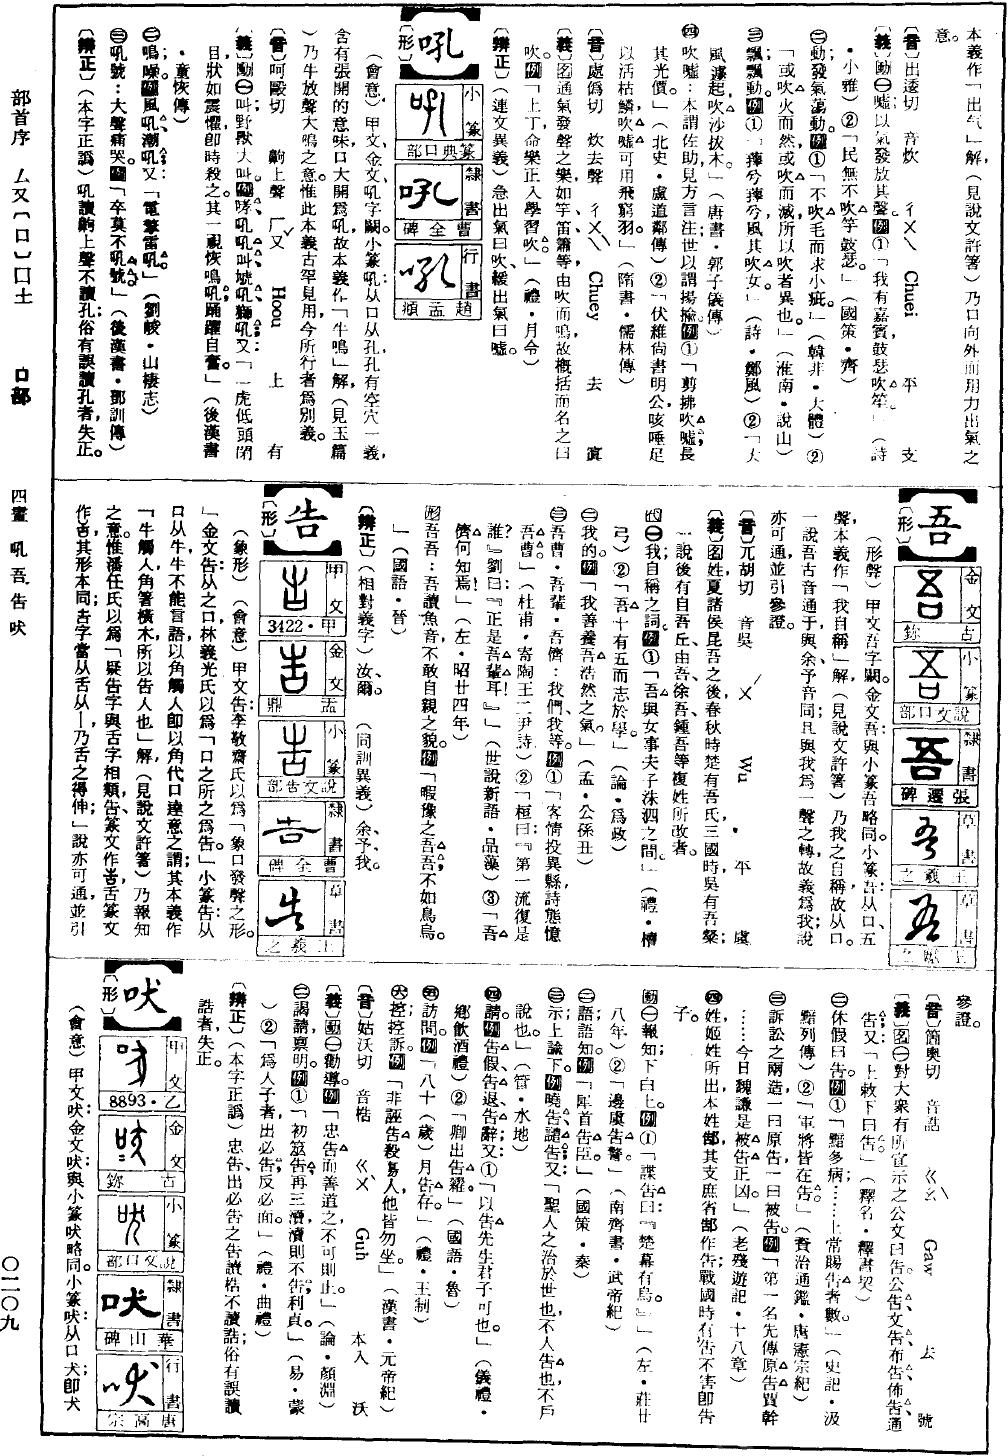 本義作「出气」解，（見說文許箸）乃口向外而用力出氣之
意。
〔音〕出逶切　音炊　ㄔㄨㄟ　Chuei　平　支
〔義〕動㊀噓以氣發放其聲。例①「我有嘉賓鼓瑟吹笙。」（詩
・小雅）②「民無不吹竽鼓瑟。」（國策・齊）
㊁動發氣蕩動。例①「不吹毛而求小疵。」（韓非・大體）②
「或吹火而然，或吹而滅，所以吹者異也。」（淮南・說山）
㊂飄飄動。例①「蘀兮蘀兮風其吹女。」（詩・鄭風）②「大
風遽起吹沙拔木。」（唐書・郭子儀傳）
㊃吹噓：本謂佐助，見方言注，世以謂揚揄。例①「剪拂吹噓長
其光價。」（北史・盧道鄰傳）②「伏維尙書明公咳唾足
以活枯鱗，吹噓可用飛窮羽。」（隋書・儒林傳）
〔音〕處僞切　炊去聲　ㄔㄨㄟˋ　Chuey　去　寘
〔義〕名通氣發聲之樂如竽笛簫等由吹而鳴故槪括而名之曰
吹。例「上丁命樂正入學習吹。」（禮・月令）
〔辨正〕（連文異義）急出氣曰吹，緩出氣曰噓。
吼
〔形〕
小篆　篆典口部
隸書　曹全碑
行書　趙孟頫
（會意）甲文金文吼字闕。小篆吼：从口从孔，孔有空穴一義，
含有張開的意味，口大開爲吼，故本義作「牛鳴」解，（見玉篇
）乃牛放聲大鳴之意；惟此本義古罕見用，今所行者爲別義。
〔音〕呵毆切　齁上聲　ㄏㄡˇ　Hoou　上　有
〔義〕動㊀叫：野獸大叫。例哮吼、吼叫、虓吼、獅吼又「一虎低頭閉
目，狀如震懼，卽時殺之。其一視恢鳴吼，踴躍自奮。」（後漢書
・童恢傳）
㊁鳴噪。例風吼、潮吼又「電擊雷吼。」（劉峻・山棲志）
㊂吼號：大聲痛哭。例「卒莫不吼號。」（後漢書・鄧訓傳）
〔辨正〕（本字正譌）吼讀齁上聲，不讀孔；俗有誤讀孔者，失正。
吾
〔形〕
金文　古鉨
小篆　說文口部
隸書　張遷碑
草書　王羲之
草書　王獻之
（形聲）甲文吾字闕。金文吾：與小篆吾略同。小篆吾：从口、五
聲，本義作「我自稱」解，（見說文許箸）乃我之自稱，故从口。
一說吾古音通于與、余、予音同，且與我爲一聲之轉，故義爲我，說
亦可通，並引參證。
〔音〕兀胡切　音吳　ㄨˊ　Wu　平　虞
〔義〕名姓夏諸侯昆吾之後，春秋時楚有吾氏，三國時吳有吾粲；
一說後有自吾丘、由吾、徐吾、鍾吾等複姓所改者。
代㊀我自稱之詞。例①「吾與女事夫子洙泗之間。」（禮・檀
弓）②「吾十有五而志於學。」（論・爲政）
㊁我的。例「我善養吾浩然之氣。」（孟・公孫丑）
㊂吾曹・吾輩・吾儕：我們、我等。例①「客情投異縣，詩態憶
吾曹。」（杜甫・寄陶王二尹詩）②「桓曰：『第一流復是
誰？』劉曰：『正是吾輩耳！』」（世說新語・品藻）③「吾
儕何知焉！」（左・昭廿四年）
形吾吾：吾讀魚音，不敢自親之貌。例「暇豫之吾吾，不如鳥烏。
」（國語・晉）
〔辨正〕（相對義字）汝、爾。　（同訓異義）余、予、我。
告
〔形〕
甲文　甲・3422
金文　盂鼎
小篆　說文告部
隸書　曹全碑
草書　王羲之
（象形）（會意）甲文告：李敬齋氏以爲「象口發聲之形。
」金文告：从之口，林義光氏以爲「口之所之爲告。」小篆告：从
口从牛，牛不能言語，以角觸人，卽以角代口達意之謂；其本義作
「牛觸人，角箸橫木，所以告人也」解，（見說文許箸）乃報知
之意。惟潘任氏以爲「疑告字與舌字相類，告篆文作告，舌篆文
作舌，其形本同；告字當从舌从丨，乃舌之得伸」說亦可通，並引
參證。
〔音〕簡奧切　音誥　ㄍㄠˋ　Gaw　去　號
〔義〕名㊀對大衆有所宣示之公文曰告。公告、文告、布告、佈告、通
告又「上敕下曰告。」（釋名・釋書契）
㊁休假曰告。例①「黯多病……上常賜告者數。」（史記・汲
黯列傳）②「軍將皆在告。」（資治通鑑・唐憲宗紀）
㊂訴訟之兩造一曰原告，一曰被告。例「第一名先傳原告賈幹
……今日魏謙是被告正凶。」（老殘遊記・十八章）
㊃姓姬姓所出，本姓郜，其支庶省郜作告；戰國時有告不害，卽告
子。
動㊀報知；下白上。例①「諜告曰：『楚幕有烏。』」（左・莊廿
八年）②「邊虞告警。」（南齊書・武帝紀）
㊁語；語知。例「犀首告臣。」（國策・秦）
㊂示；上諭下。例曉告、譴告又「聖人之治於世也，不人告也，不戶
說也。」（管・水地）
㊃請。例告假、告退、告辭又①「以告先生君子可也。」（儀禮・
鄉飲酒禮）②「卿出告糴。」（國語・魯）
㊄訪問。例「八十（歲）月告存。」（禮・王制）
㊅控；控訴。例「非誣告殺傷人，他皆勿坐。」（漢書・元帝紀）
〔音〕姑沃切　音梏　ㄍㄨˋ　Guh　本入　沃
〔義〕動㊀勸導。例「忠告而善道之，不可則止。」（論・顏淵）
㊁謁請；稟明。例①「初筮告，再三瀆，瀆則不告，利貞。」（易・蒙
）②「爲人子者，出必告，反必面。」（禮・曲禮）
〔辨正〕（本字正譌）忠告、出必告之告讀梏，不讀誥；俗有誤讀
誥者，失正。
吠
〔形〕
甲文　乙・8893
金文　古鉨
小篆　說文口部
隸書　華山碑
行書　唐高宗
（會意）甲文吠：金文吠：與小篆吠略同。小篆吠：从口犬；犬卽犬
部首序　ㄙ又〔口〕囗土　口部　四畫　吼吾告吠　〇二〇九